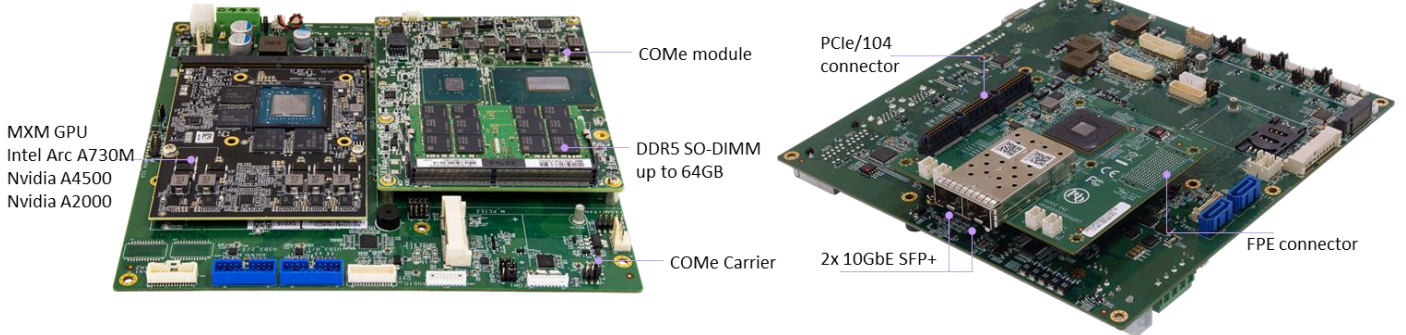 COMe module
MXM GPU
Intel Arc A730M
Nvidia A4500
Nvidia A2000
DDR5 SO-DIMM
up to 64GB
COMe Carrier
PCIe/104
connector
2x 10GbE SFP+
FPE connector